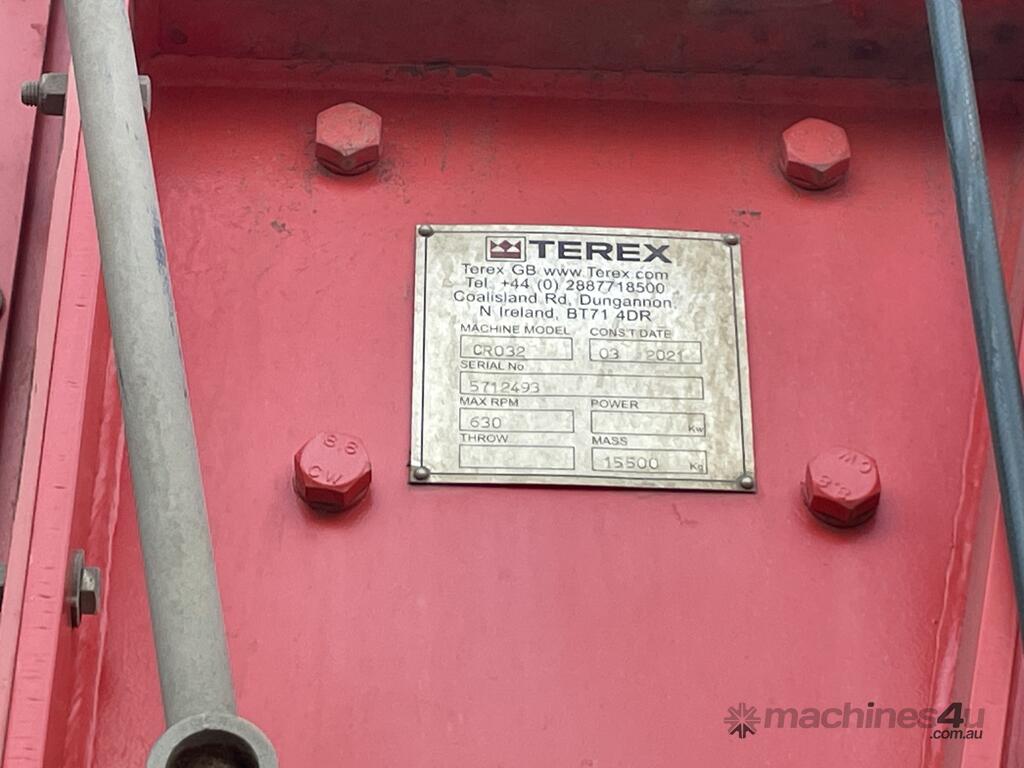 TEREX
Terex GB www.Terex.com
Tel. +44 (0) 2887718500
Coalisland Rd, Dungannon,
N Ireland, BT71 4DR
MACHINE MODEL CONS'T DATE
CR032 03 2021
SERIAL No
5712493
MAX RPM POWER
630 Kw
THROW MASS
15500 Kg
8.8
CW
8.8
CW
machines4u
.com.au